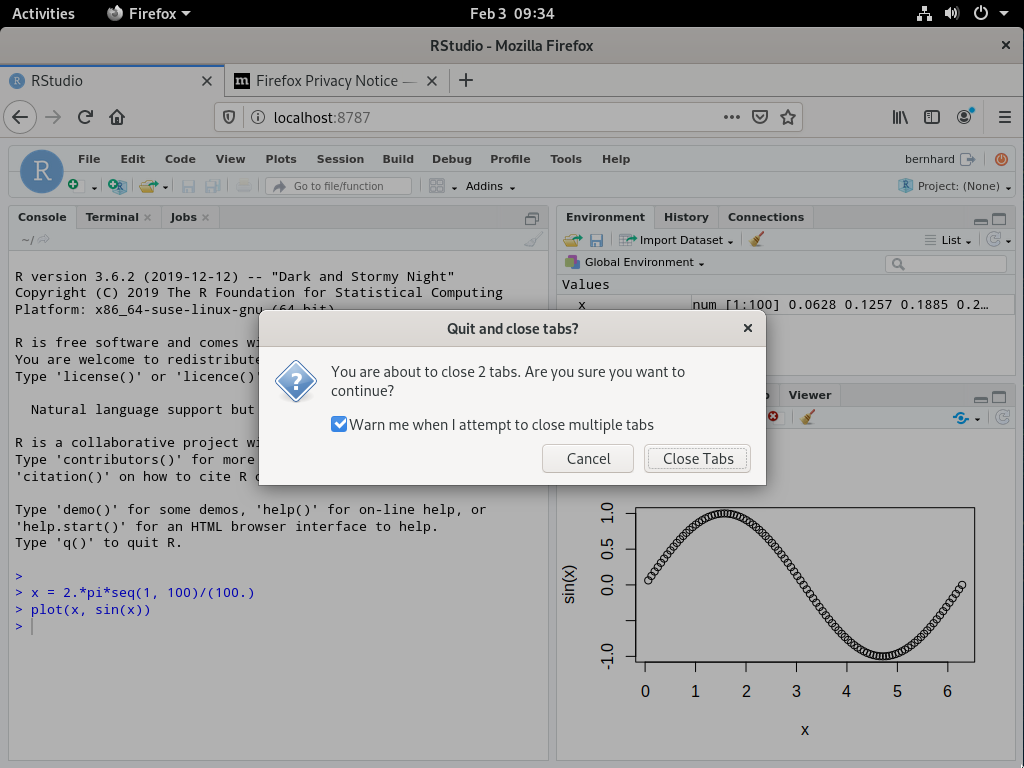 Activities Firefox Feb 3 09:34
RStudio - Mozilla Firefox
RStudio Firefox Privacy Notice —
localhost:8787
R File Edit Code View Plots Session Build Debug Profile Tools Help bernhard
Go to file/function Addins Project: (None)
Console Terminal Jobs
~/
R version 3.6.2 (2019-12-12) -- "Dark and Stormy Night"
Copyright (C) 2019 The R Foundation for Statistical Computing
Platform: x86_64-suse-linux-gnu (64-bit)
R is free software and comes wi
You are welcome to redistribute
Type 'license()' or 'licence()'
Natural language support but
R is a collaborative project wi
Type 'contributors()' for more
'citation()' on how to cite R o
Type 'demo()' for some demos, 'help()' for on-line help, or
'help.start()' for an HTML browser interface to help.
Type 'q()' to quit R.
>
> x = 2.*pi*seq(1, 100)/(100.)
> plot(x, sin(x))
>
Environment History Connections
Import Dataset List
Global Environment
Values
x num [1:100] 0.0628 0.1257 0.1885 0.2…
Quit and close tabs?
You are about to close 2 tabs. Are you sure you want to
continue?
Warn me when I attempt to close multiple tabs
Cancel Close Tabs
Viewer
sin(x)
1.0
0.5
0.0
-1.0
0 1 2 3 4 5 6
x